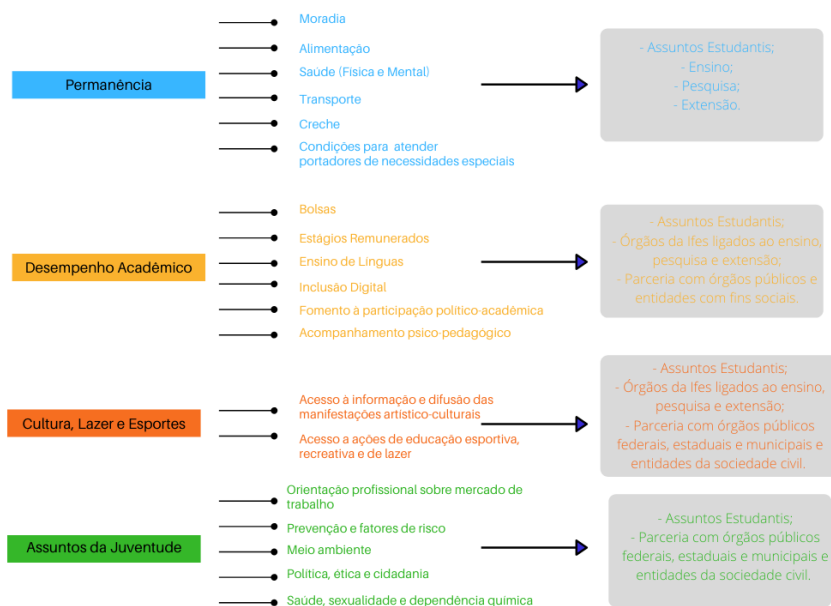 Permanência
Moradia
Alimentação
Saúde (Física e Mental)
Transporte
Creche
Condições para atender
portadores de necessidades especiais
- Assuntos Estudantis;
- Ensino;
- Pesquisa;
- Extensão.
Desempenho Acadêmico
Bolsas
Estágios Remunerados
Ensino de Línguas
Inclusão Digital
Fomento à participação político-acadêmica
Acompanhamento psico-pedagógico
- Assuntos Estudantis;
- Órgãos da Ifes ligados ao ensino,
pesquisa e extensão;
- Parceria com órgãos públicos e
entidades com fins sociais.
Cultura, Lazer e Esportes
Acesso à informação e difusão das
manifestações artístico-culturais
Acesso a ações de educação esportiva,
recreativa e de lazer
- Assuntos Estudantis;
- Órgãos da Ifes ligados ao ensino,
pesquisa e extensão;
- Parceria com órgãos públicos
federais, estaduais e municipais e
entidades da sociedade civil.
Assuntos da Juventude
Orientação profissional sobre mercado de
trabalho
Prevenção e fatores de risco
Meio ambiente
Política, ética e cidadania
Saúde, sexualidade e dependência química
- Assuntos Estudantis;
- Parceria com órgãos públicos
federais, estaduais e municipais e
entidades da sociedade civil.